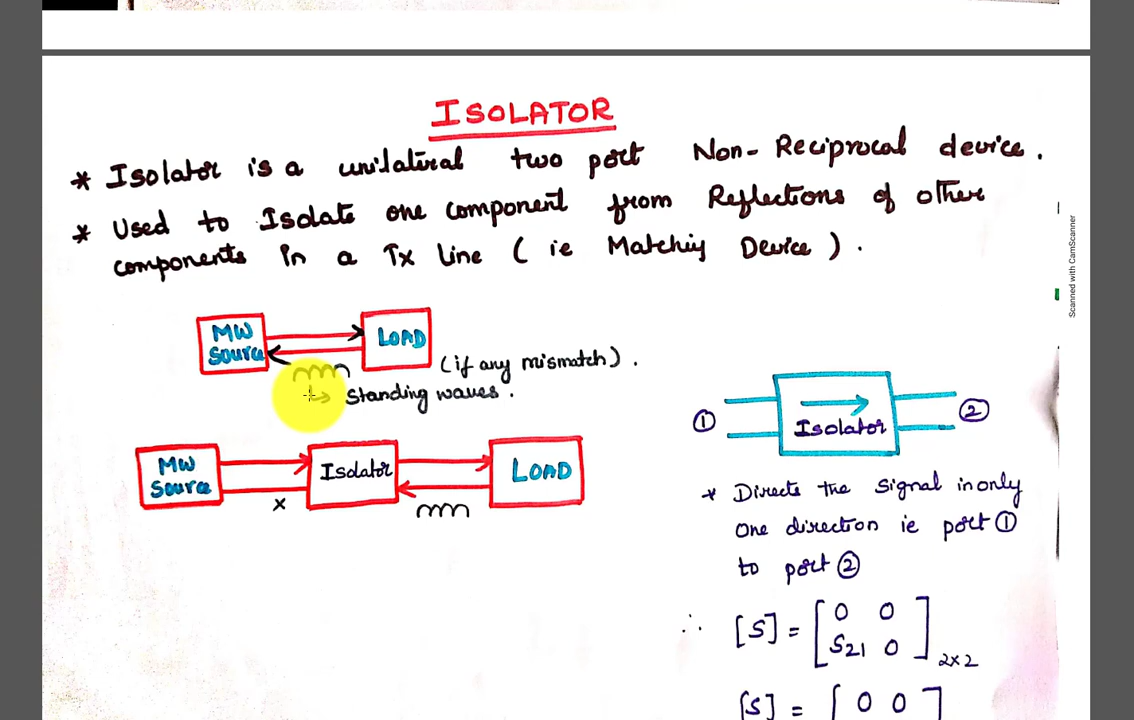 ISOLATOR
* Isolator is a unilateral two port Non-Reciprocal device.
* Used to Isolate one component from Reflections of other
components in a Tx line ( ie Matching Device ) .
MW
Source
LOAD
(if any mismatch) .
↳ Standing waves .
MW
Source
Isolator
LOAD
x
① Isolator ②
* Directs the signal in only
one direction ie port ①
to port ②
∴ [S] = [ 0 0
S21 0 ] 2x2
[S] = [ 0 0 ]
Scanned with CamScanner